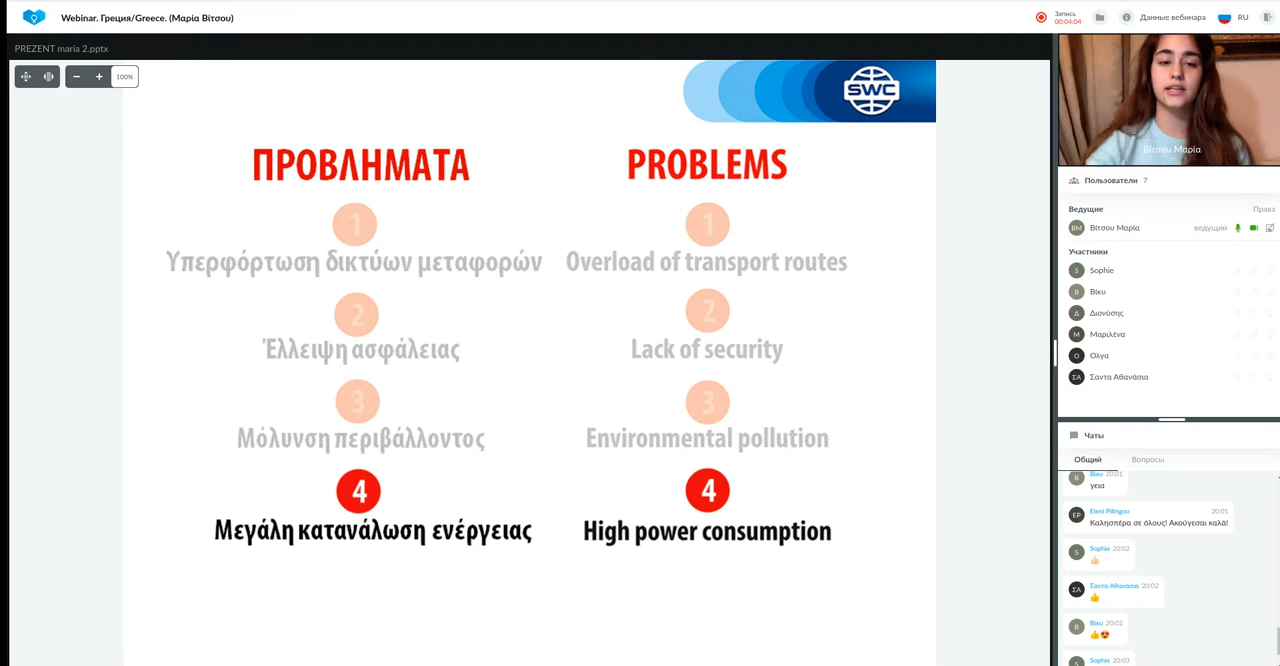 Webinar. Греция/Greece. (Μαρία Βίτσου)
Запись
00:04:04
Данные вебинара
RU
PREZENT maria 2.pptx
100%
SWC
ΠΡΟΒΛΗΜΑΤΑ
1
Υπερφόρτωση δικτύων μεταφορών
2
Έλλειψη ασφάλειας
3
Μόλυνση περιβάλλοντος
4
Μεγάλη κατανάλωση ενέργειας
PROBLEMS
1
Overload of transport routes
2
Lack of security
3
Environmental pollution
4
High power consumption
Βίτσου Μαρία
Пользователи 7
Ведущие Права
ΒΜ Βίτσου Μαρία ведущий
Участники
S Sophie
Β Βίκυ
Δ Διονύσης
Μ Μαριλένα
Ο Ολγα
ΣΑ Σαντα Αθανάσια
Чаты
Общий Вопросы
Β Βίκυ 20:01
γεια
EP Eleni Pilingou 20:01
Καλησπέρα σε όλους! Ακούγεσαι καλά!
S Sophie 20:02
👍🏻
ΣΑ Σαντα Αθανάσια 20:02
👍
Β Βίκυ 20:02
👍😍
S Sophie 20:03